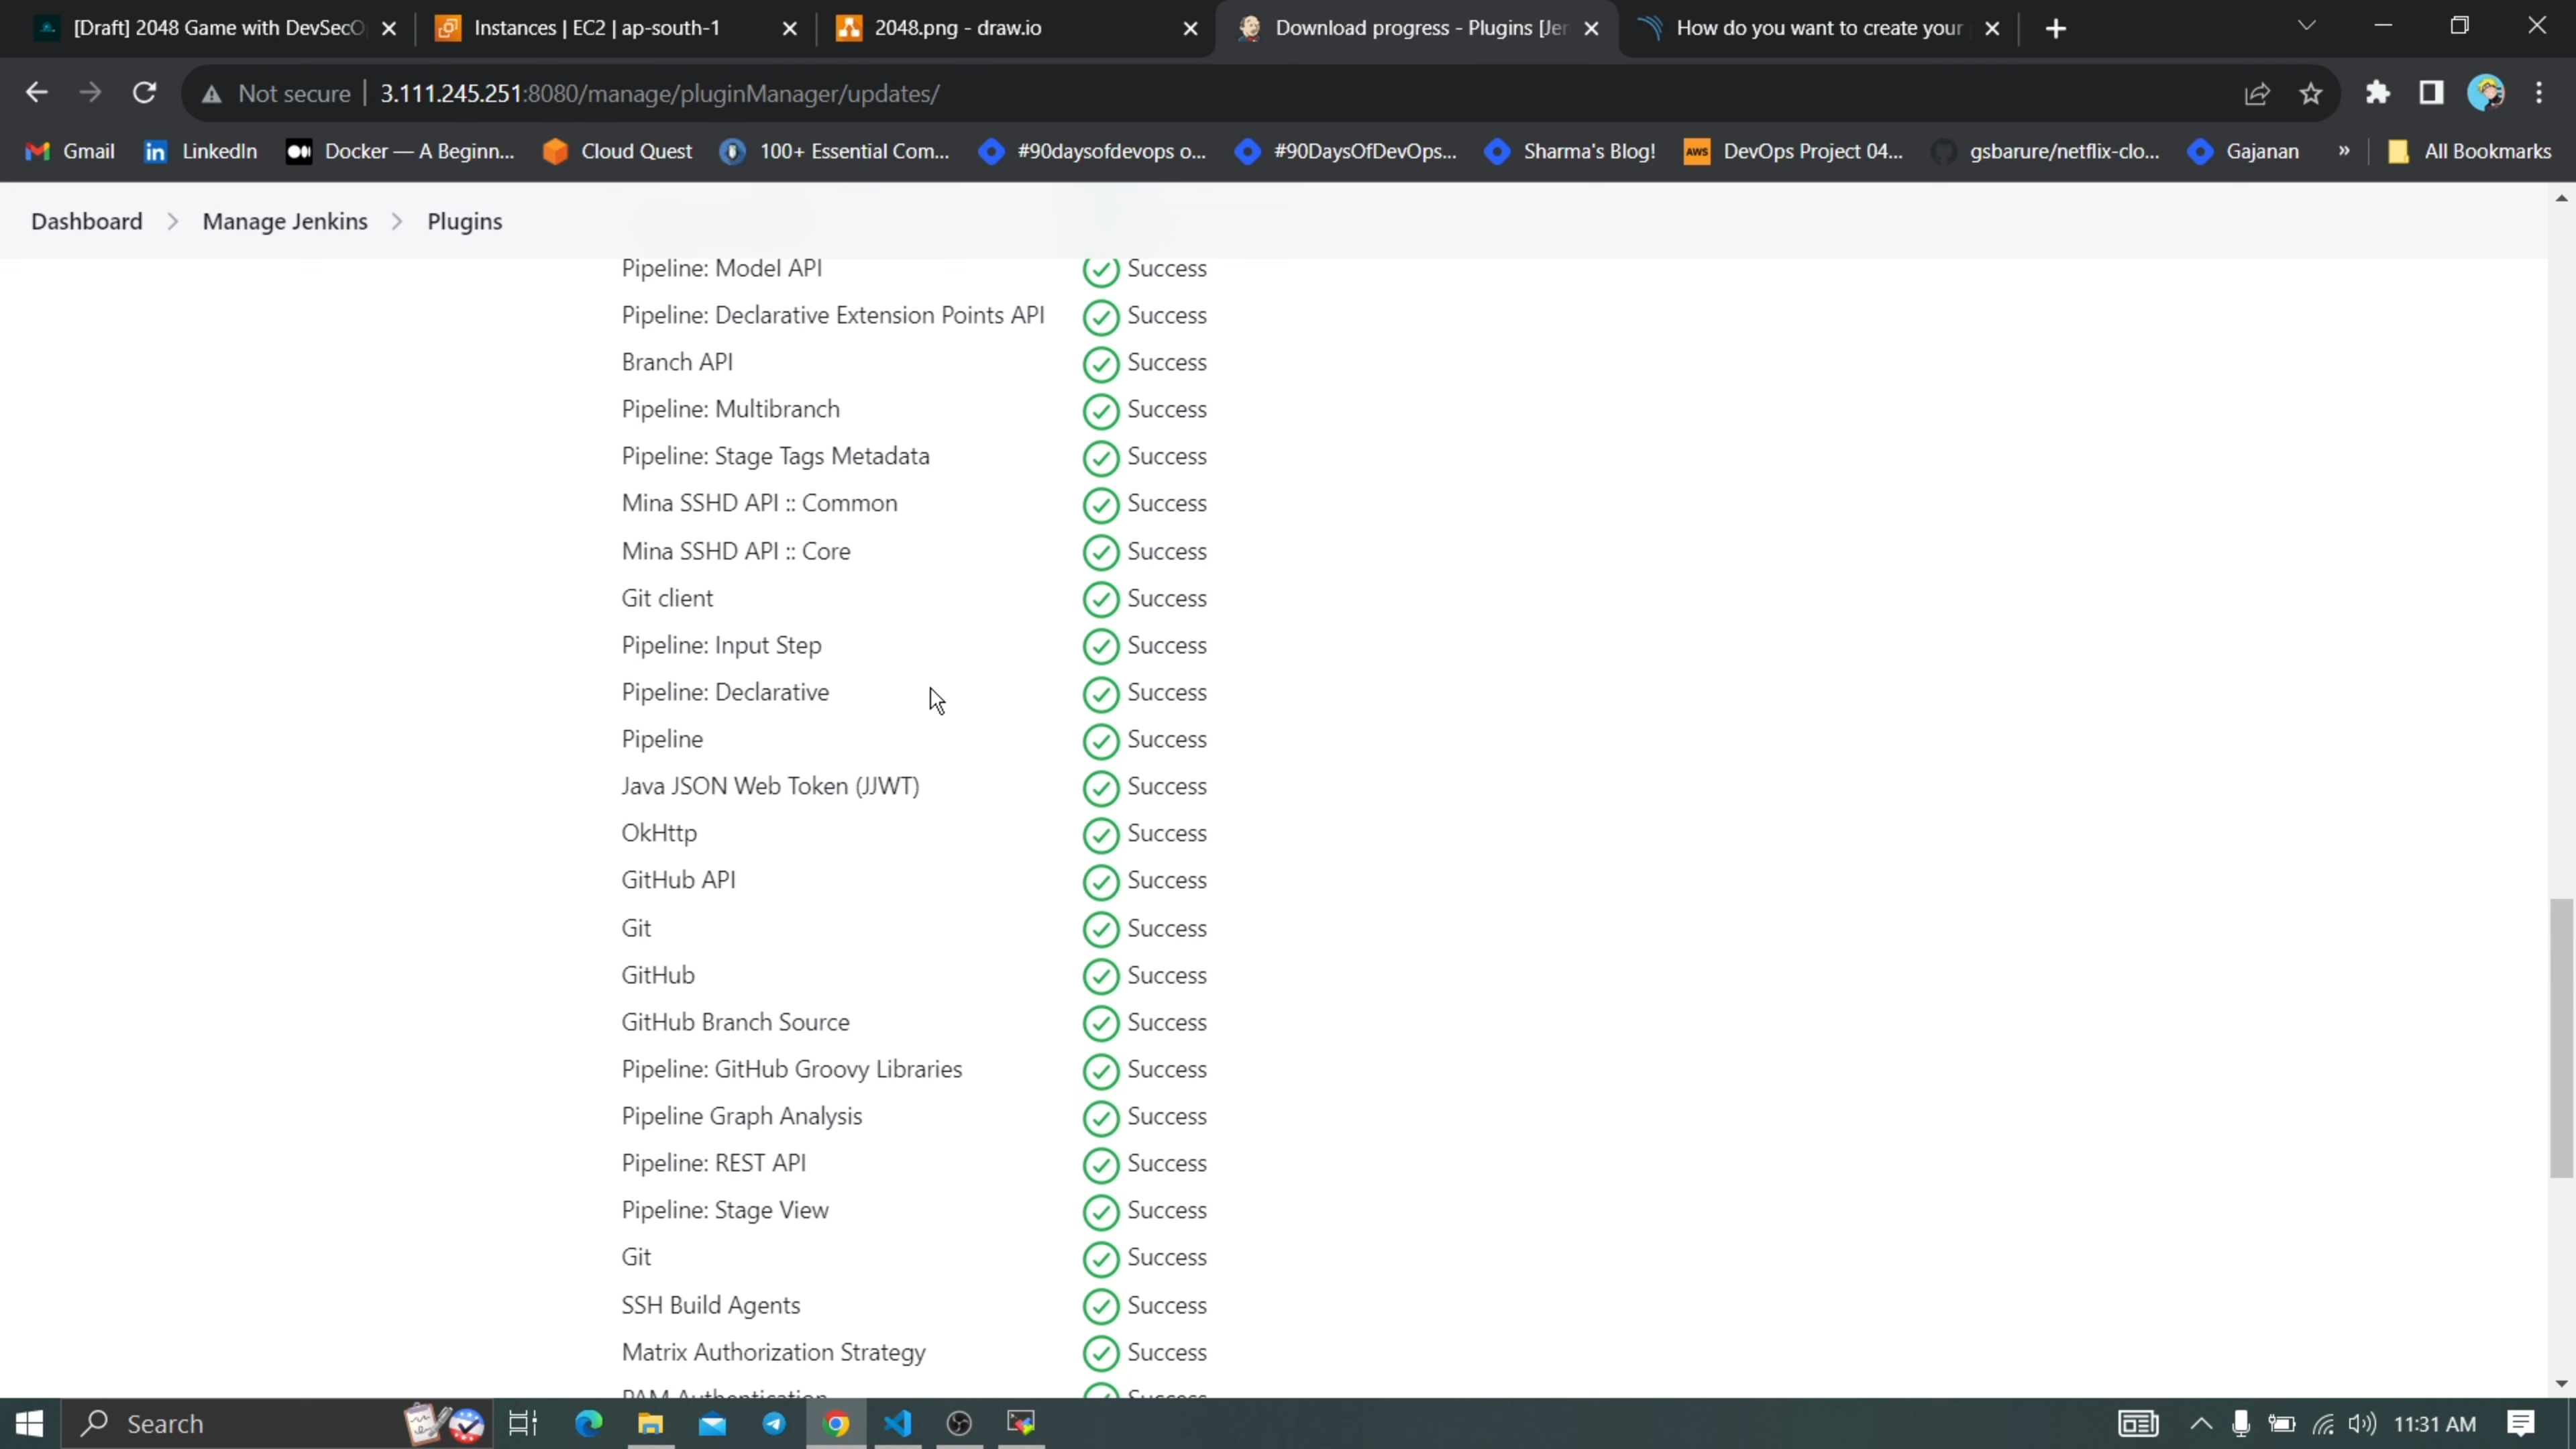 [Draft] 2048 Game with DevSecO
Instances | EC2 | ap-south-1
2048.png - draw.io
Download progress - Plugins [Jen
How do you want to create your
Not secure
3.111.245.251:8080/manage/pluginManager/updates/
Gmail
LinkedIn
Docker — A Beginn...
Cloud Quest
100+ Essential Com...
#90daysofdevops o...
#90DaysOfDevOps...
Sharma's Blog!
aws
DevOps Project 04...
gsbarure/netflix-clo...
Gajanan
»
All Bookmarks
Dashboard > Manage Jenkins > Plugins
Pipeline: Model API Success
Pipeline: Declarative Extension Points API Success
Branch API Success
Pipeline: Multibranch Success
Pipeline: Stage Tags Metadata Success
Mina SSHD API :: Common Success
Mina SSHD API :: Core Success
Git client Success
Pipeline: Input Step Success
Pipeline: Declarative Success
Pipeline Success
Java JSON Web Token (JJWT) Success
OkHttp Success
GitHub API Success
Git Success
GitHub Success
GitHub Branch Source Success
Pipeline: GitHub Groovy Libraries Success
Pipeline Graph Analysis Success
Pipeline: REST API Success
Pipeline: Stage View Success
Git Success
SSH Build Agents Success
Matrix Authorization Strategy Success
PAM Authentication Success
Search
11:31 AM